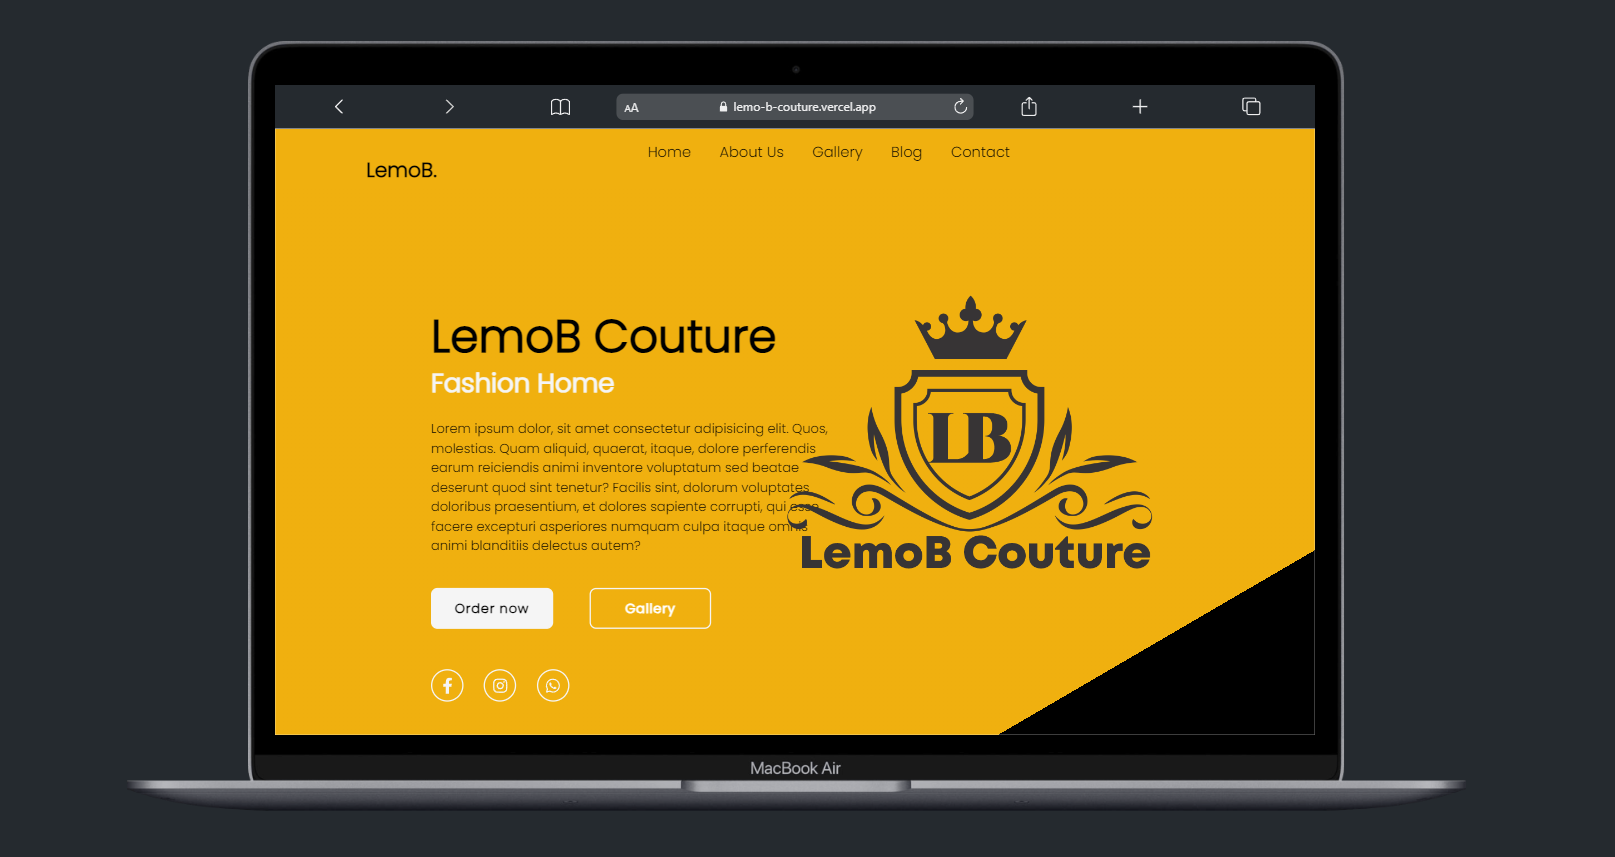 AA lemo-b-couture.vercel.app
Home About Us Gallery Blog Contact
LemoB.
LemoB Couture
Fashion Home
Lorem ipsum dolor, sit amet consectetur adipisicing elit. Quos,
molestias. Quam aliquid, quaerat, itaque, dolore perferendis
earum reiciendis animi inventore voluptatum sed beatae
deserunt quod sint tenetur? Facilis sint, dolorum voluptates
doloribus praesentium, et dolores sapiente corrupti, qui esse
facere excepturi asperiores numquam culpa itaque omnis
animi blanditiis delectus autem?
Order now
Gallery
LB
LemoB Couture
MacBook Air